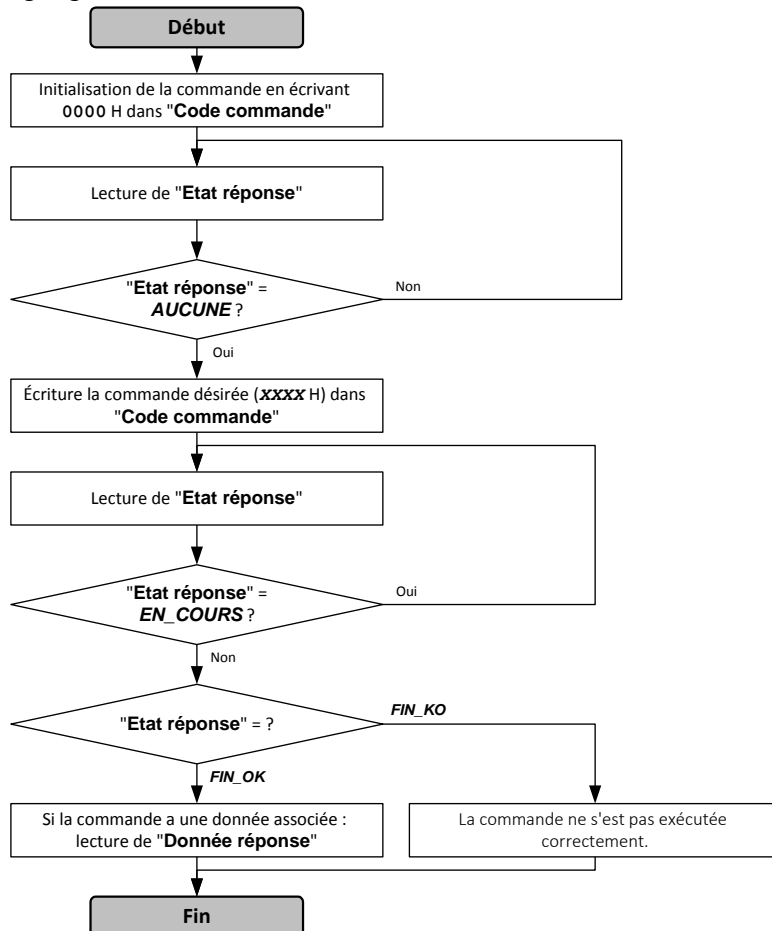 Début
Initialisation de la commande en écrivant
0000 H dans "Code commande"
Lecture de "Etat réponse"
"Etat réponse" =
AUCUNE ?
Non
Oui
Écriture la commande désirée (XXXX H) dans
"Code commande"
Lecture de "Etat réponse"
"Etat réponse" =
EN_COURS ?
Oui
Non
"Etat réponse" = ?
FIN_KO
FIN_OK
Si la commande a une donnée associée :
lecture de "Donnée réponse"
La commande ne s'est pas exécutée
correctement.
Fin